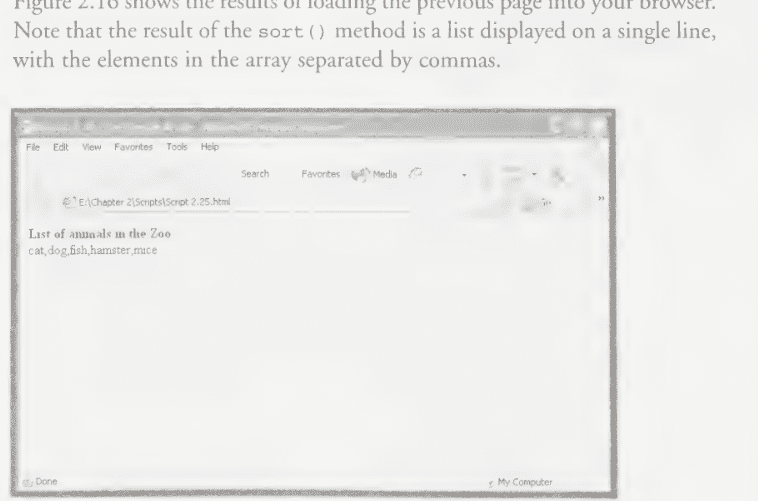 Figure 2.16 shows the results of loading the previous page into your browser.
Note that the result of the sort() method is a list displayed on a single line,
with the elements in the array separated by commas.
File Edit View Favorites Tools Help
Search Favorites Media
E:\Chapter 2\Scripts\Script 2.25.html
»
List of animals in the Zoo
cat,dog,fish,hamster,mice
Done My Computer